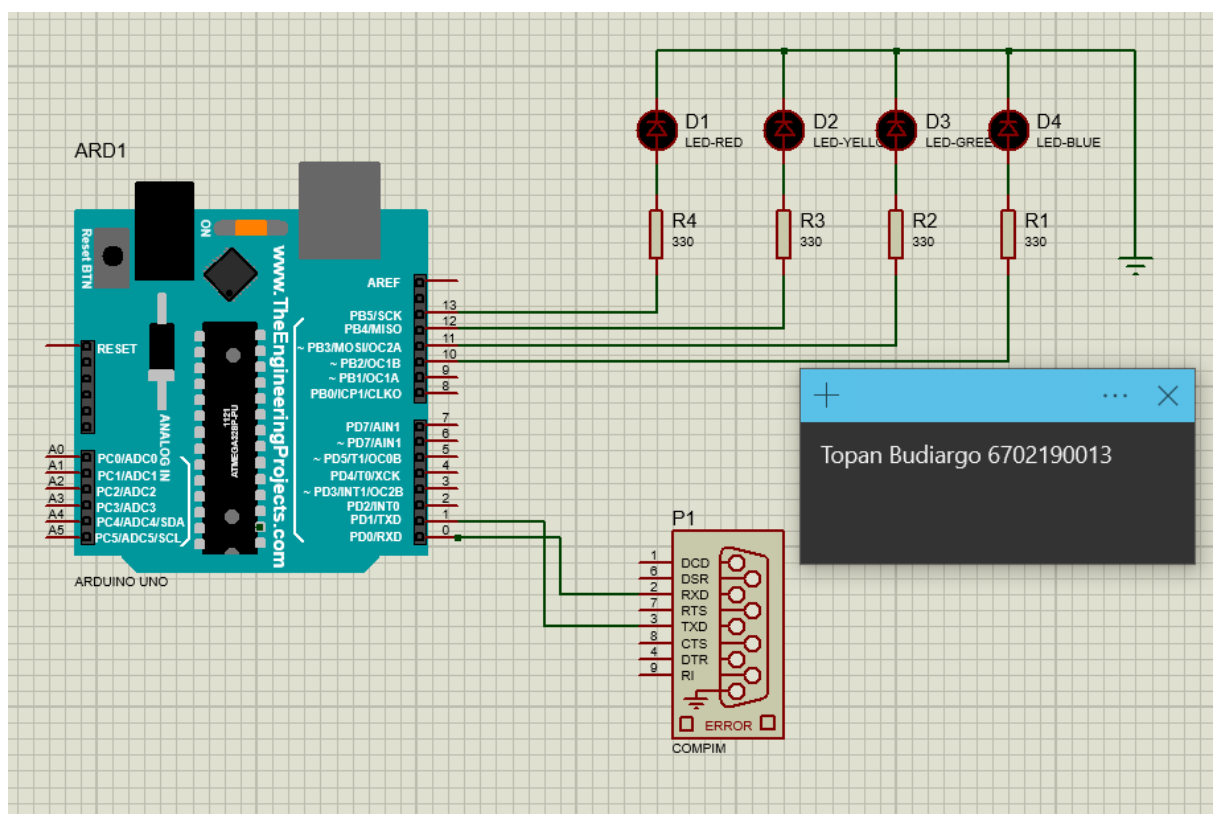 ARD1
Reset BTN
ON
www.TheEngineeringProjects.com
1121
ATMEGA328P-PU
ANALOG IN
RESET
A0 PC0/ADC0
A1 PC1/ADC1
A2 PC2/ADC2
A3 PC3/ADC3
A4 PC4/ADC4/SDA
A5 PC5/ADC5/SCL
AREF
PB5/SCK 13
PB4/MISO 12
~ PB3/MOSI/OC2A 11
~ PB2/OC1B 10
~ PB1/OC1A 9
PB0/ICP1/CLKO 8
PD7/AIN1 7
~ PD7/AIN1 6
~ PD5/T1/OC0B 5
PD4/T0/XCK 4
~ PD3/INT1/OC2B 3
PD2/INT0 2
PD1/TXD 1
PD0/RXD 0
ARDUINO UNO
D1
LED-RED
D2
LED-YELLO
D3
LED-GREE
D4
LED-BLUE
R4
330
R3
330
R2
330
R1
330
Topan Budiargo 6702190013
P1
1 DCD
6 DSR
2 RXD
7 RTS
3 TXD
8 CTS
4 DTR
9 RI
ERROR
COMPIM